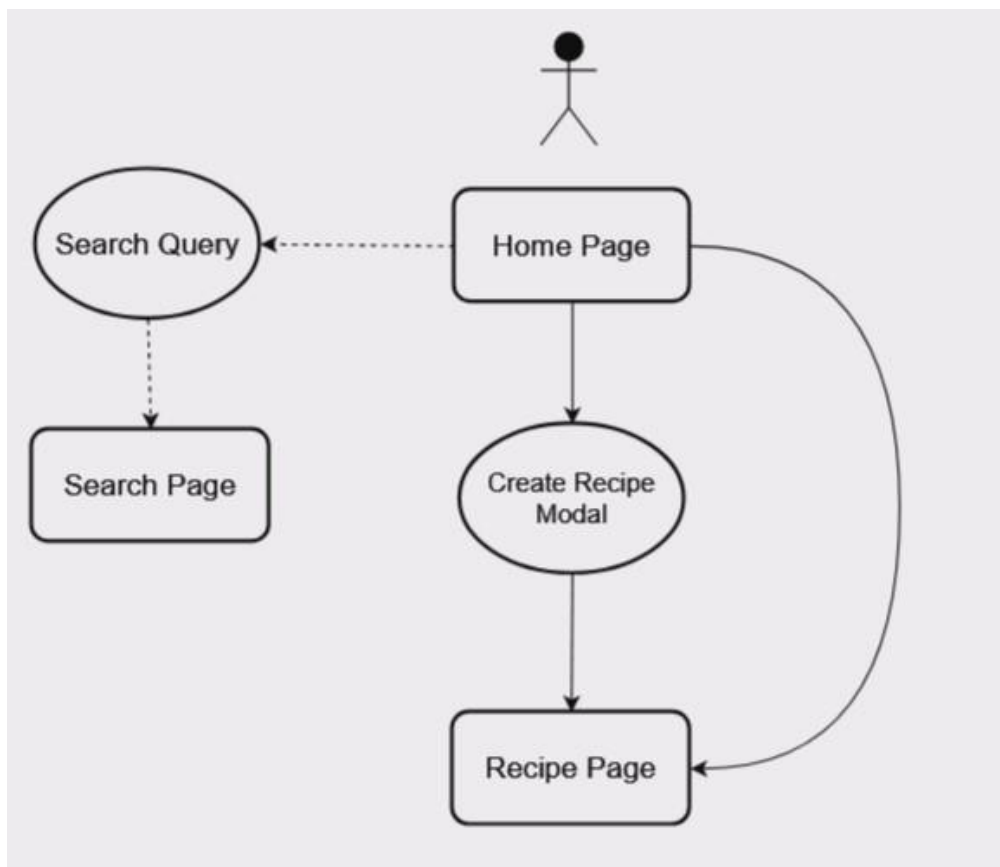 Search Query
Home Page
Search Page
Create Recipe
Modal
Recipe Page